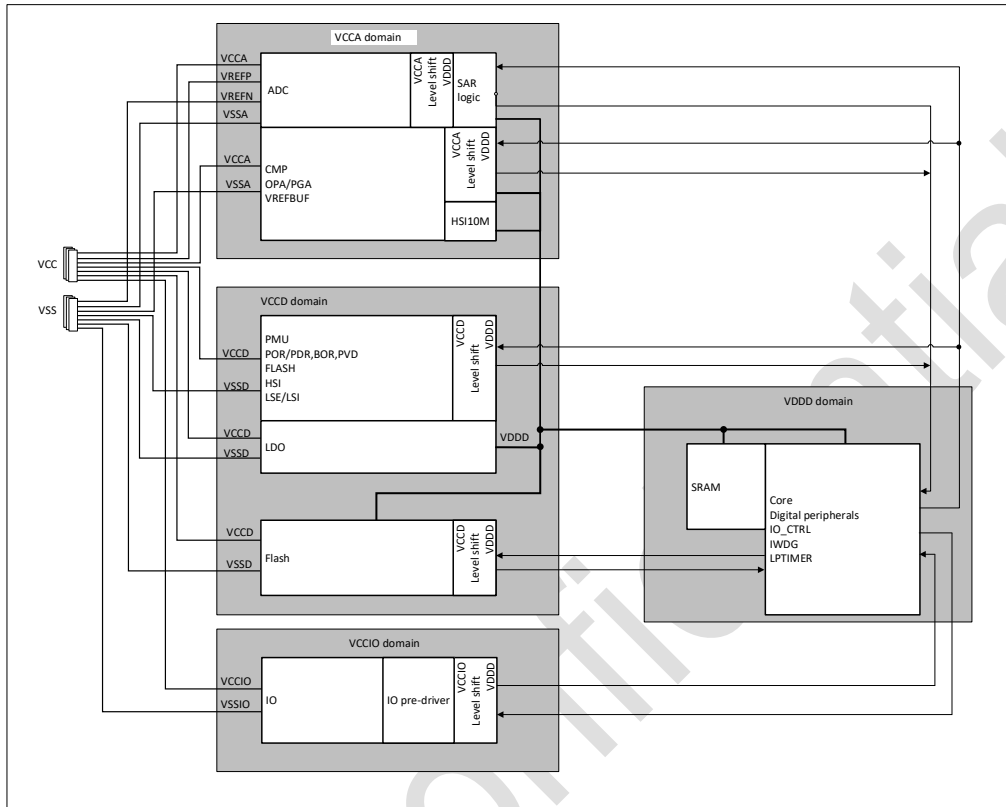 VCCA domain
VCCA
VREFP
VREFN
VSSA
ADC
VCCA
Level shift
VDDD
SAR
logic
VCCA
VSSA
CMP
OPA/PGA
VREFBUF
VCCA
Level shift
VDDD
HSI10M
VCC
VSS
VCCD domain
PMU
POR/PDR,BOR,PVD
FLASH
HSI
LSE/LSI
VCCD
VSSD
VCCD
Level shift
VDDD
VCCD
VSSD
LDO
VDDD
VCCD
VSSD
Flash
VCCD
Level shift
VDDD
VDDD domain
SRAM
Core
Digital peripherals
IO_CTRL
IWDG
LPTIMER
VCCIO domain
VCCIO
VSSIO
IO
IO pre-driver
VCCIO
Level shift
VDDD